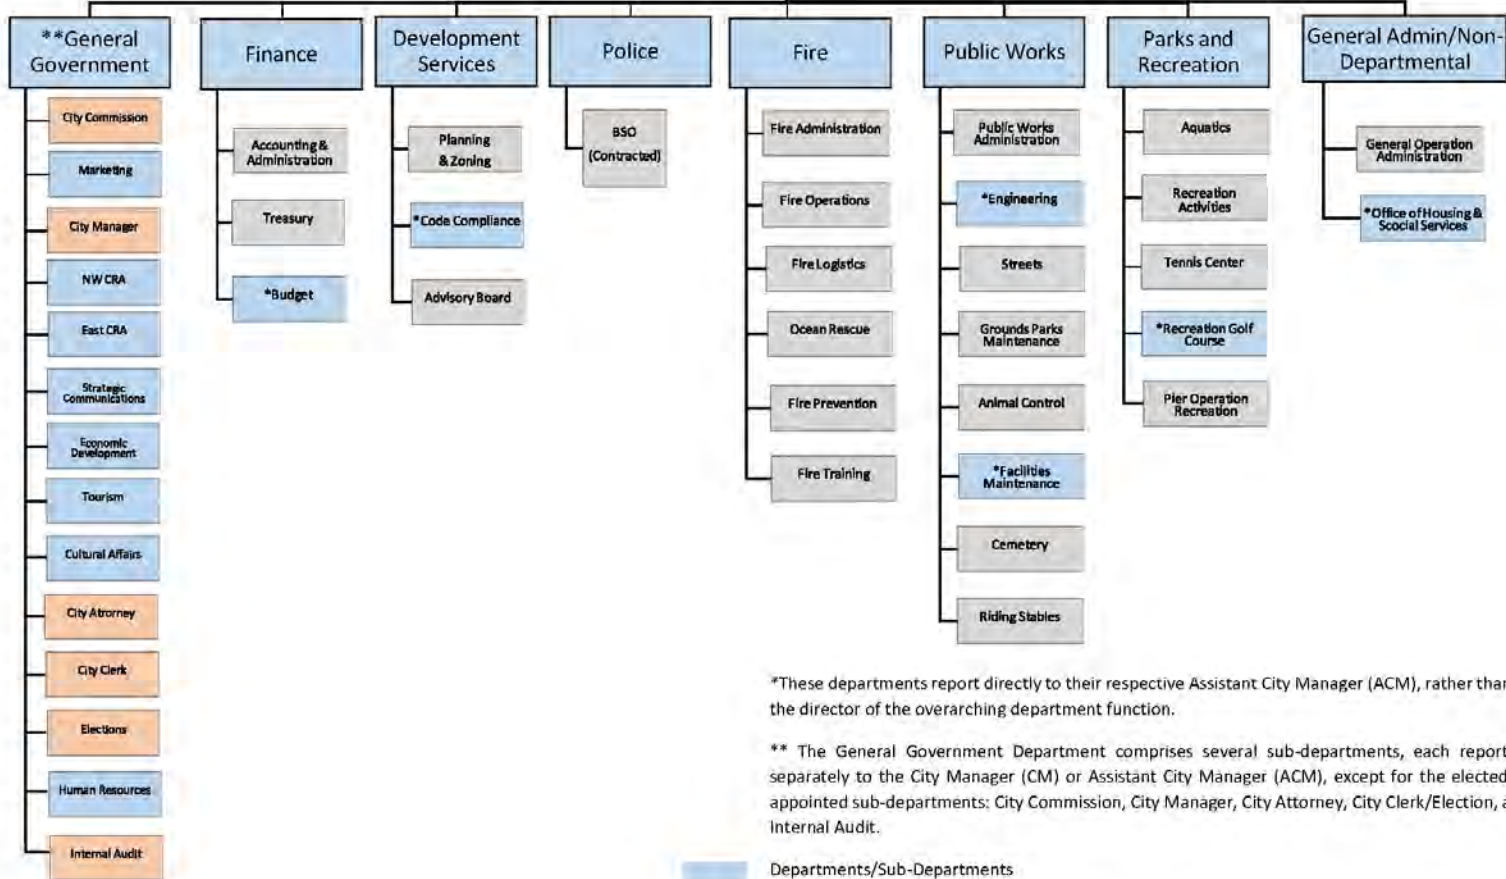 **General
Government
Finance
Development
Services
Police
Fire
Public Works
Parks and
Recreation
General Admin/Non-
Departmental
City Commission
Marketing
City Manager
NW CRA
East CRA
Strategic
Communications
Economic
Development
Tourism
Cultural Affairs
City Atrorney
City Clerk
Elections
Human Resources
Internal Audit
Accounting &
Administration
Treasury
*Budget
Planning
& Zoning
*Code Compliance
Advisory Board
BSO
(Contracted)
Fire Administration
Fire Operations
Fire Logistics
Ocean Rescue
Fire Prevention
Fire Training
Public Works
Administration
*Engineering
Streets
Grounds Parks
Maintenance
Animal Control
*Facilities
Maintenance
Cemetery
Riding Stables
Aquatics
Recreation
Activities
Tennis Center
*Recreation Golf
Course
Pier Operation
Recreation
General Operation
Administration
*Office of Housing &
Scocial Services
*These departments report directly to their respective Assistant City Manager (ACM), rather than
the director of the overarching department function.
** The General Government Department comprises several sub-departments, each report
separately to the City Manager (CM) or Assistant City Manager (ACM), except for the elected
appointed sub-departments: City Commission, City Manager, City Attorney, City Clerk/Election,
Internal Audit.
Departments/Sub-Departments